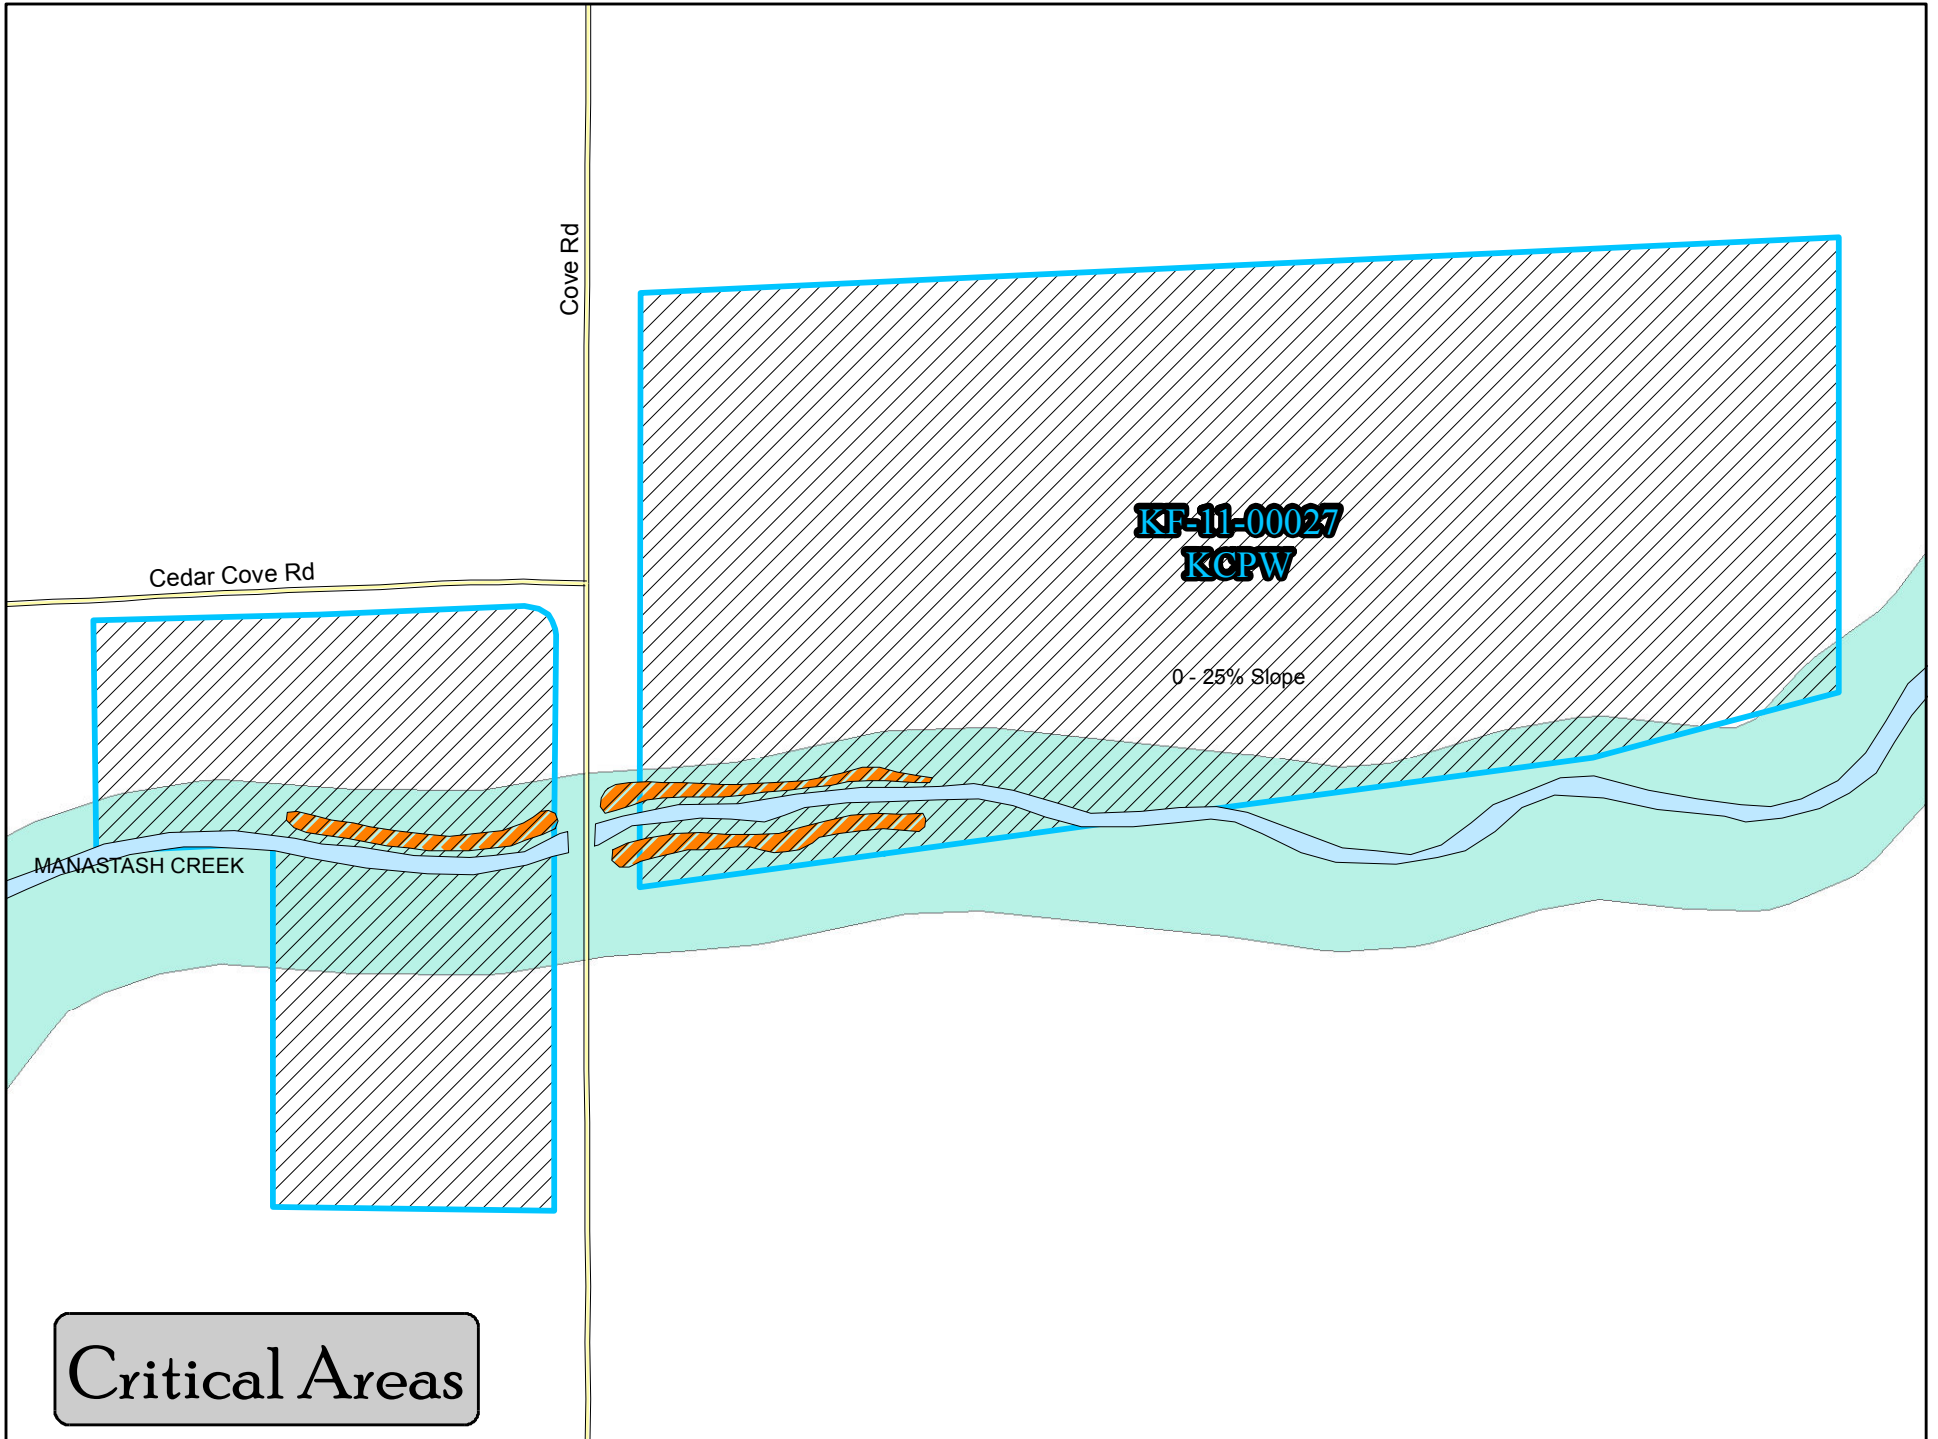 Cove Rd
KF-11-00027
KCPW
Cedar Cove Rd
0 - 25% Slope
MANASTASH CREEK
Critical Areas